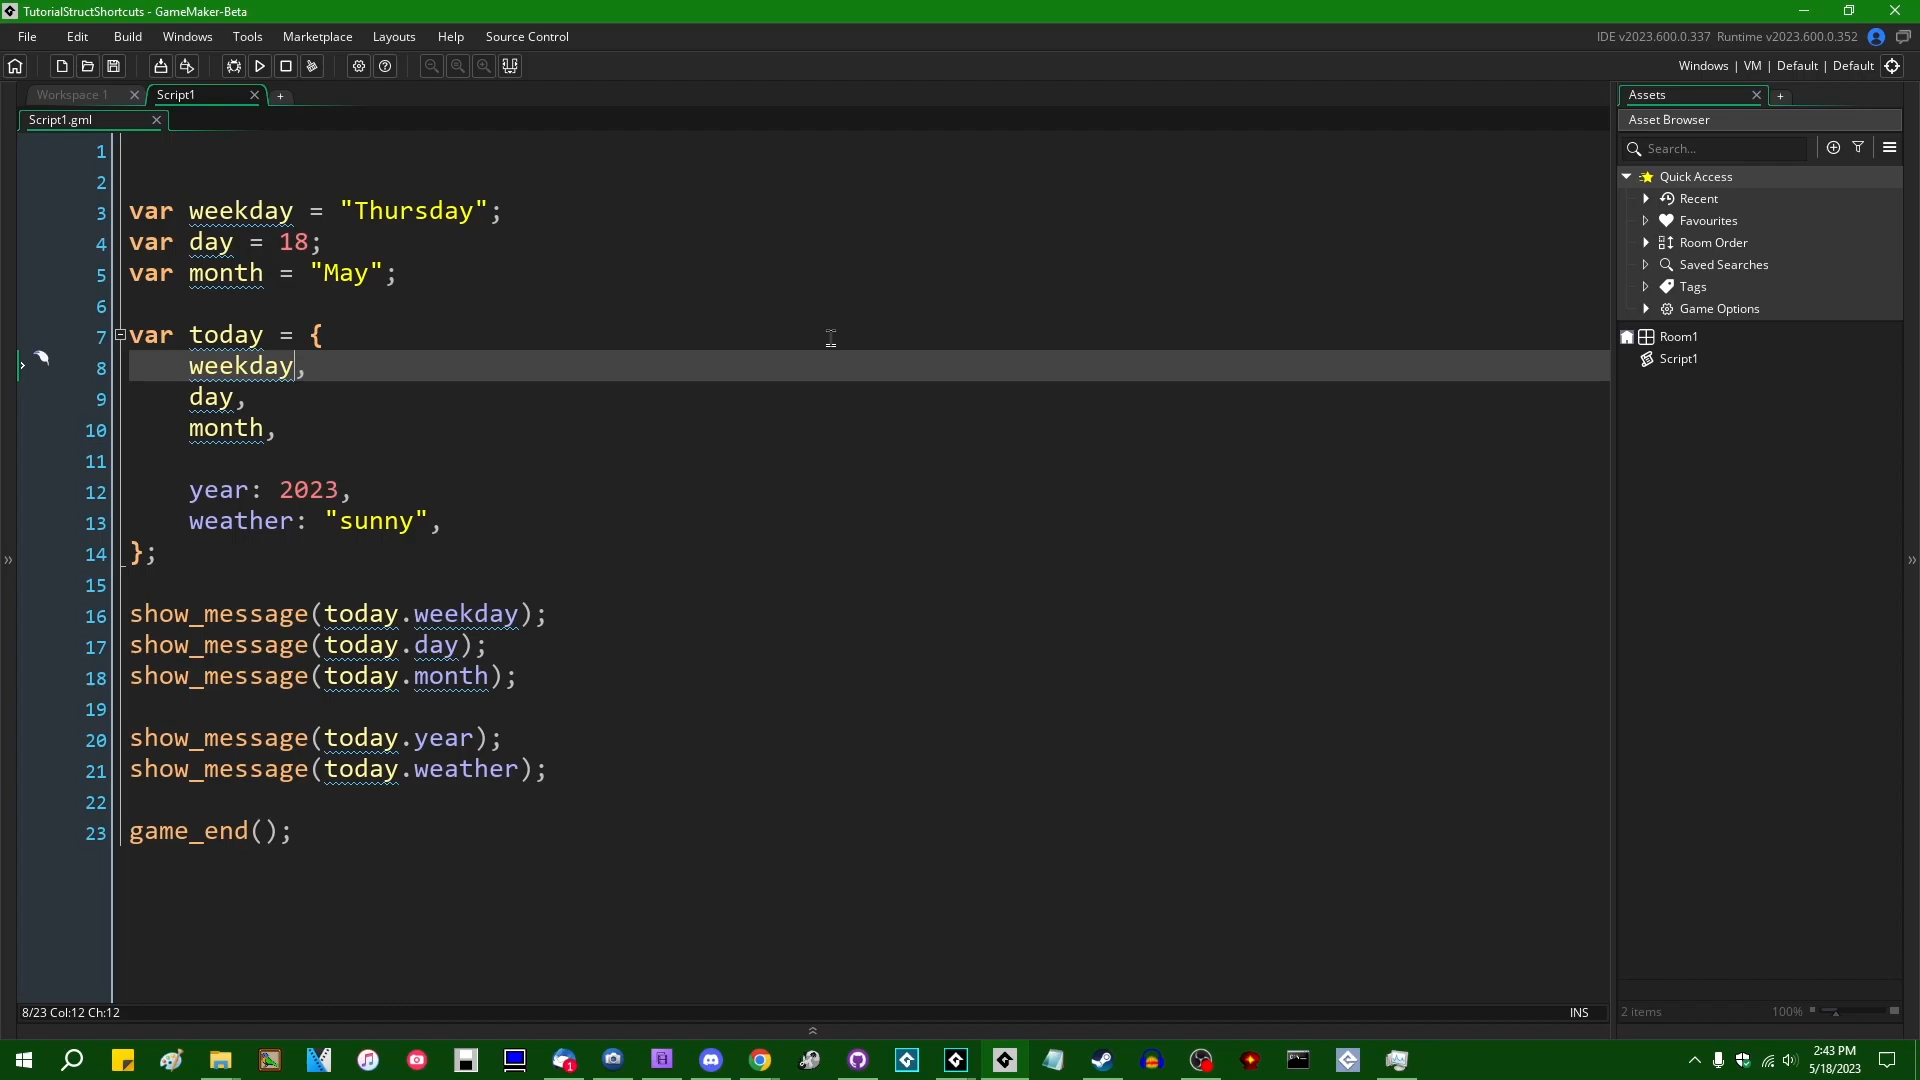 TutorialStructShortcuts - GameMaker-Beta
File Edit Build Windows Tools Marketplace Layouts Help Source Control
IDE v2023.600.0.337 Runtime v2023.600.0.352
Windows | VM | Default | Default
Workspace 1
Script1
Assets
Script1.gml
Asset Browser
Search...
Quick Access
Recent
Favourites
Room Order
Saved Searches
Tags
Game Options
Room1
Script1
1
2
3 var weekday = "Thursday";
4 var day = 18;
5 var month = "May";
6
7 var today = {
8 weekday,
9 day,
10 month,
11
12 year: 2023,
13 weather: "sunny",
14 };
15
16 show_message(today.weekday);
17 show_message(today.day);
18 show_message(today.month);
19
20 show_message(today.year);
21 show_message(today.weather);
22
23 game_end();
8/23 Col:12 Ch:12
INS
2 items
100%
1
2:43 PM
5/18/2023